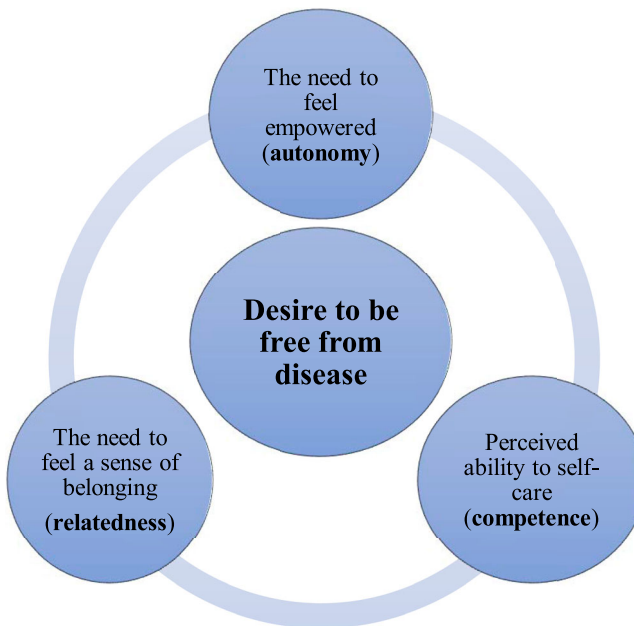 The need to
feel
empowered
(autonomy)
Desire to be
free from
disease
The need to
feel a sense of
belonging
(relatedness)
Perceived
ability to self-
care
(competence)